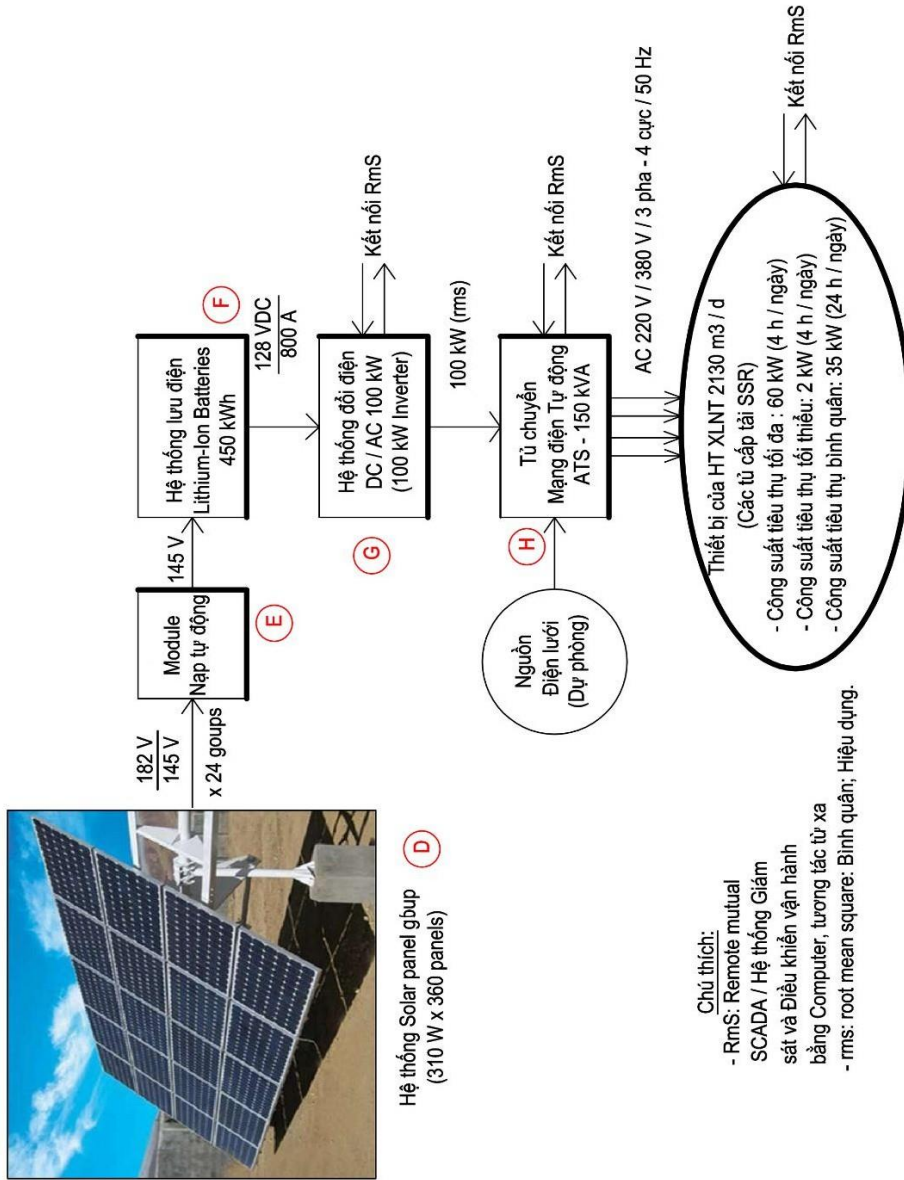 Hệ thống Solar panel gbup
(310 W x 360 panels)
D
182 V
145 V
x 24 goups
Module
Nạp tự động
E
145 V
Hệ thống lưu điện
Lithium-Ion Batteries
450 kWh
F
128 VDC
800 A
Hệ thống đổi điện
DC / AC 100 kW
(100 kW Inverter)
G
Kết nối RmS
100 kW (rms)
Nguồn
Điện lưới
(Dự phòng)
H
Tủ chuyển
Mạng điện Tự động
ATS - 150 kVA
Kết nối RmS
AC 220 V / 380 V / 3 pha - 4 cực / 50 Hz
Thiết bị của HT XLNT 2130 m3 / d
(Các tủ cấp tải SSR)
- Công suất tiêu thụ tối đa : 60 kW (4 h / ngày)
- Công suất tiêu thụ tối thiểu: 2 kW (4 h / ngày)
- Công suất tiêu thụ bình quân: 35 kW (24 h / ngày)
Kết nối RmS
Chú thích:
- RmS: Remote mutual
SCADA / Hệ thống Giám
sát và Điều khiển vận hành
bằng Computer, tương tác từ xa
- rms: root mean square: Bình quân; Hiệu dụng.